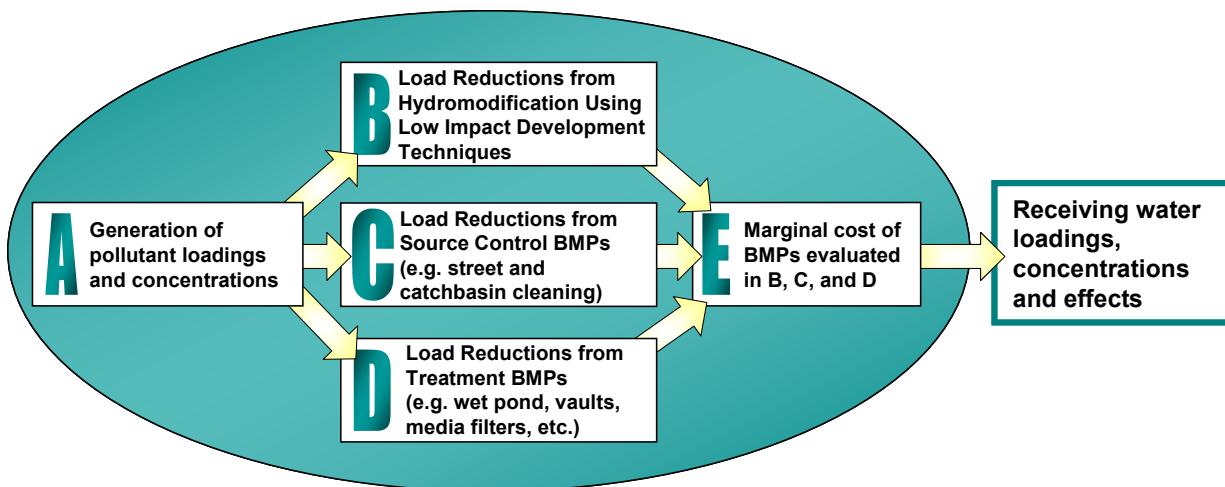 A
Generation of
pollutant loadings
and concentrations
B
Load Reductions from
Hydromodification Using
Low Impact Development
Techniques
C
Load Reductions from
Source Control BMPs
(e.g. street and
catchbasin cleaning)
D
Load Reductions from
Treatment BMPs
(e.g. wet pond, vaults,
media filters, etc.)
E
Marginal cost of
BMPs evaluated
in B, C, and D
Receiving water
loadings,
concentrations
and effects